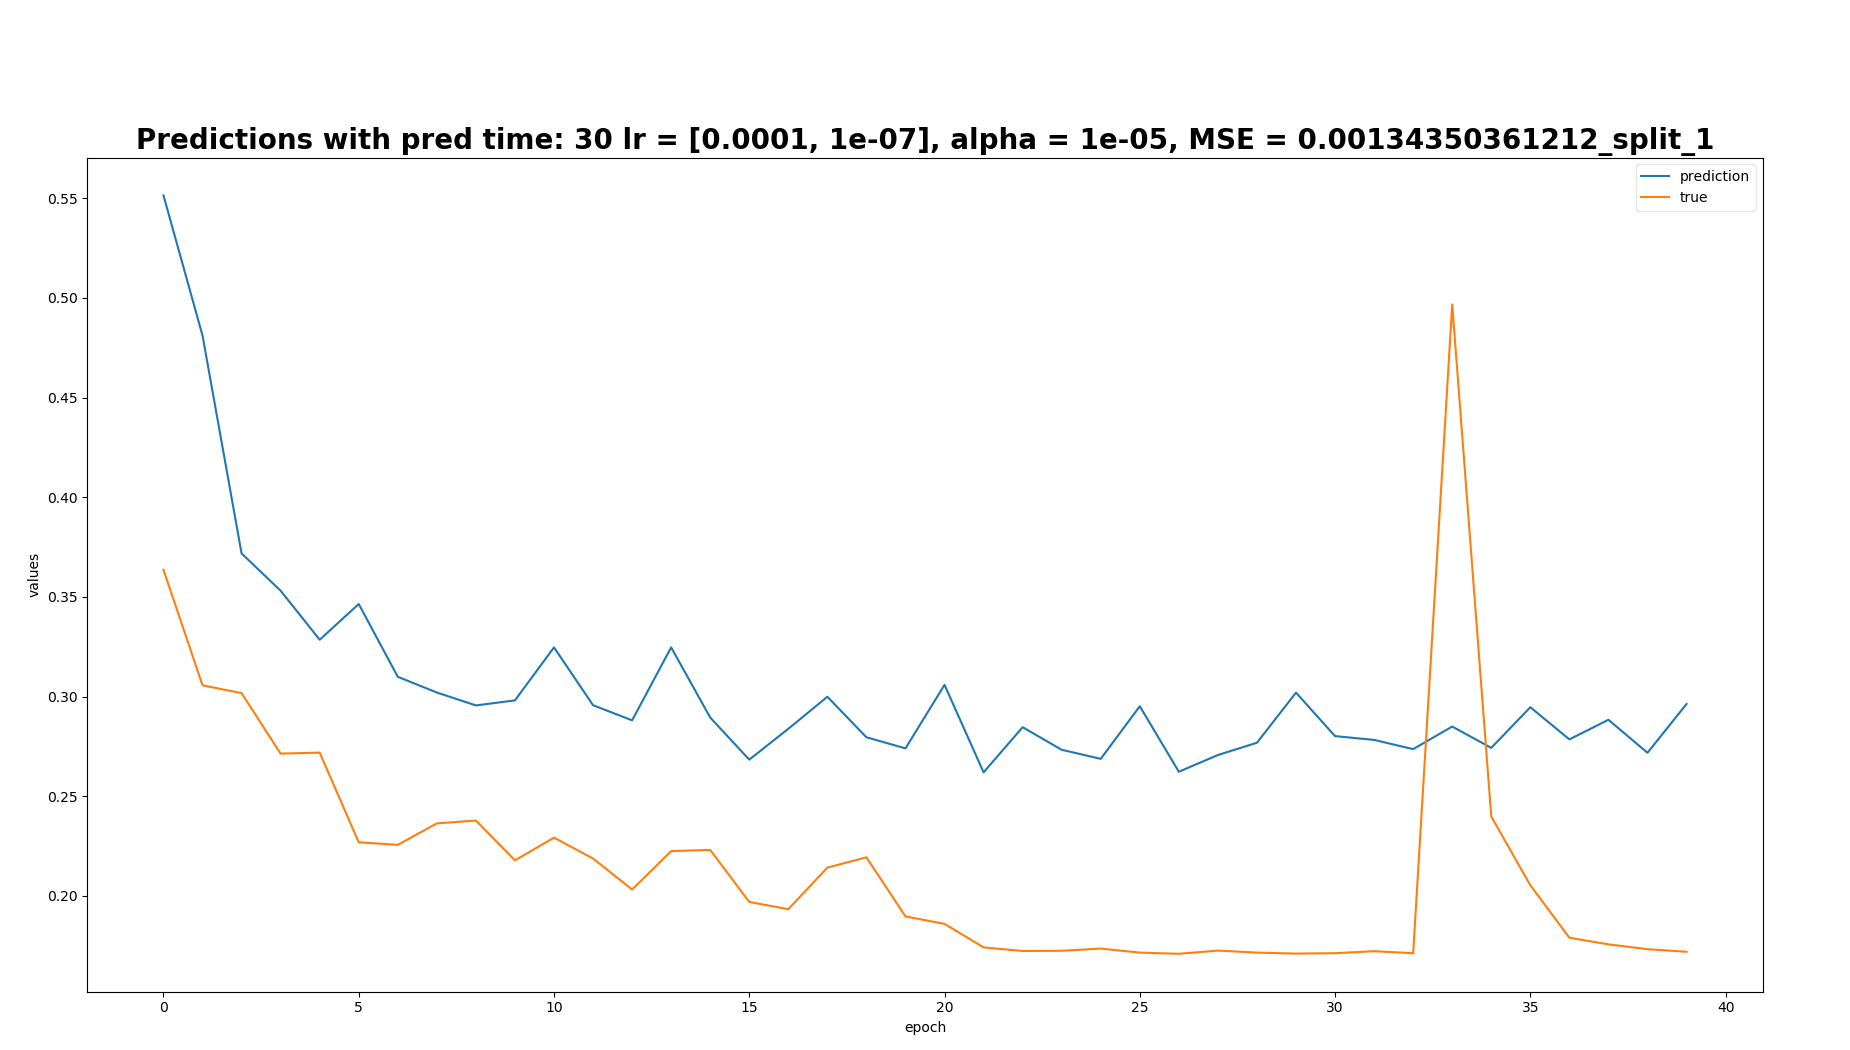 Predictions with pred time: 30 lr = [0.0001, 1e-07], alpha = 1e-05, MSE = 0.00134350361212_split_1
prediction
true
0.55
0.50
0.45
0.40
0.35
0.30
0.25
0.20
values
0 5 10 15 20 25 30 35 40
epoch